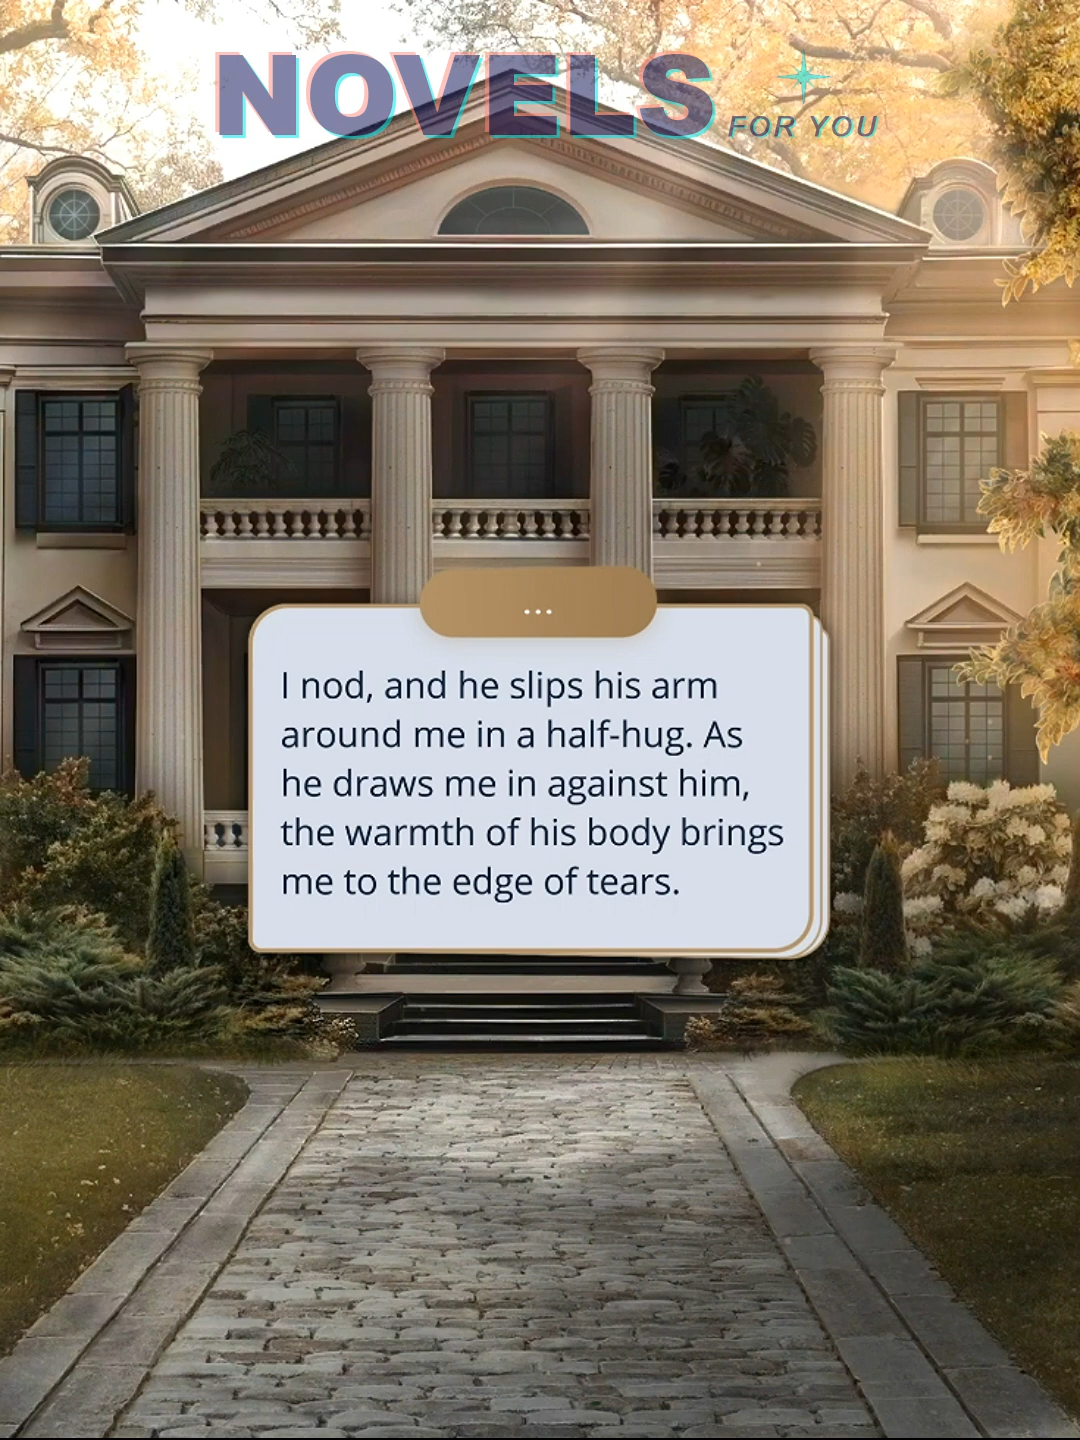 NOVELS
FOR YOU
...
I nod, and he slips his arm
around me in a half-hug. As
he draws me in against him,
the warmth of his body brings
me to the edge of tears.